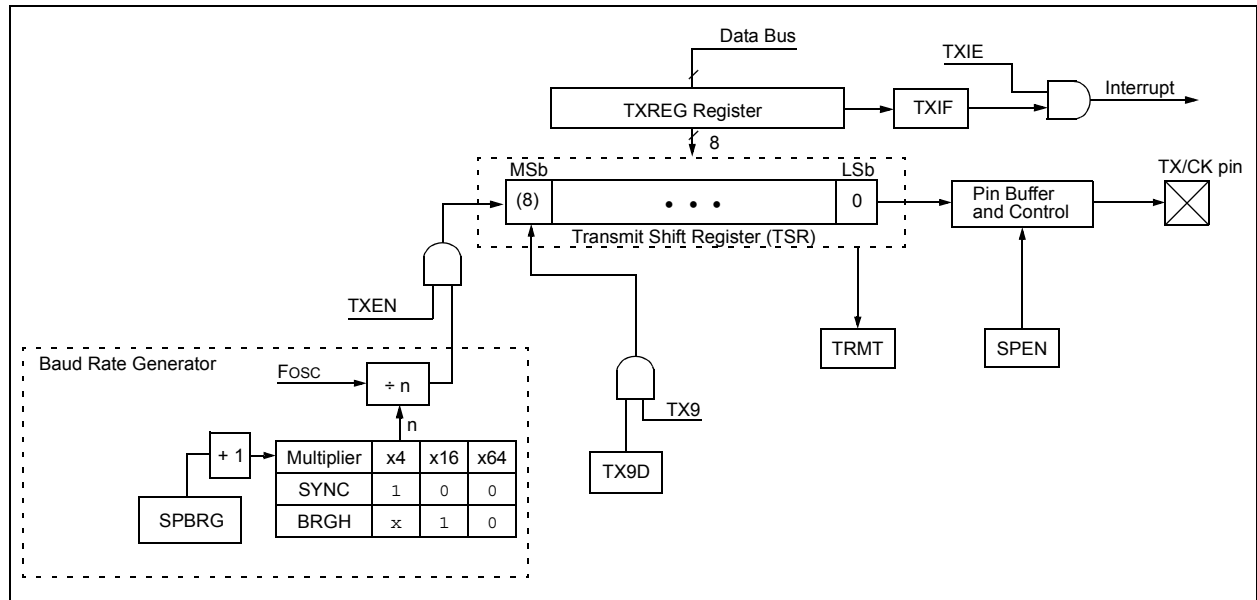 Data Bus
TXIE
Interrupt
TXREG Register
TXIF
8
MSb
LSb
TX/CK pin
(8)
• • •
0
Pin Buffer
and Control
Transmit Shift Register (TSR)
TXEN
TRMT
SPEN
Baud Rate Generator
FOSC
÷ n
n
TX9
+ 1
Multiplier x4 x16 x64
SYNC 1 0 0
BRGH x 1 0
TX9D
SPBRG